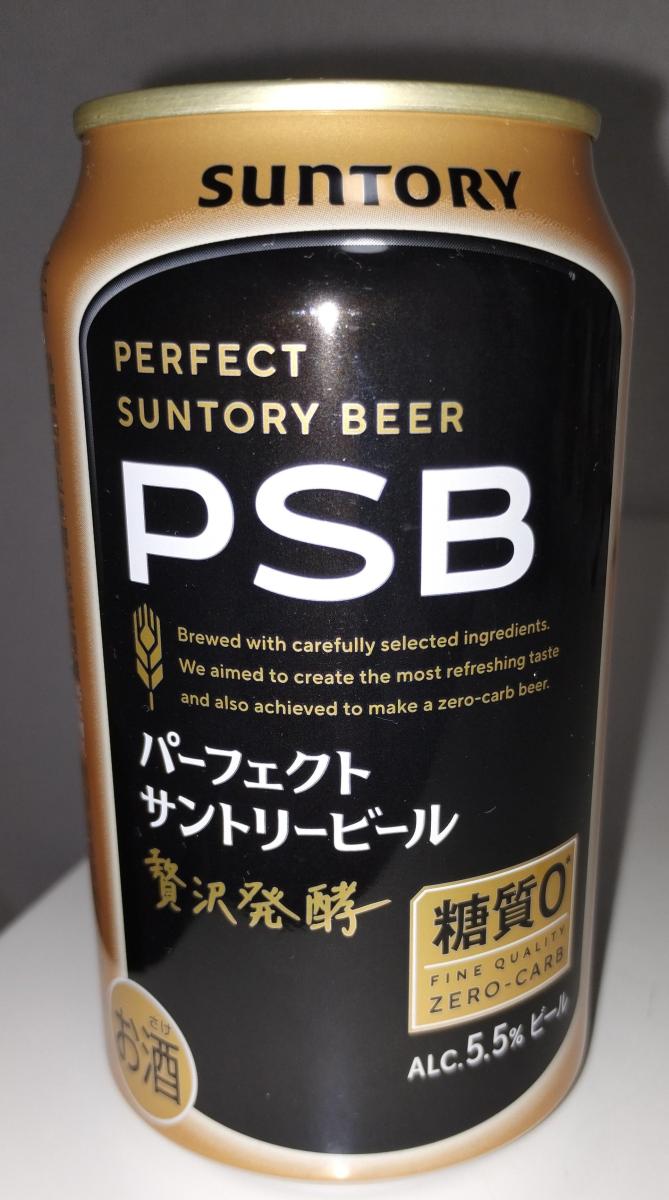 SUNTORY
PERFECT
SUNTORY BEER
PSB
Brewed with carefully selected ingredients.
We aimed to create the most refreshing taste
and also achieved to make a zero-carb beer.
パーフェクト
サントリービール
贅沢発酵
糖質0*
FINE QUALITY
ZERO-CARB
ALC.5.5% ビール
さけ
お酒